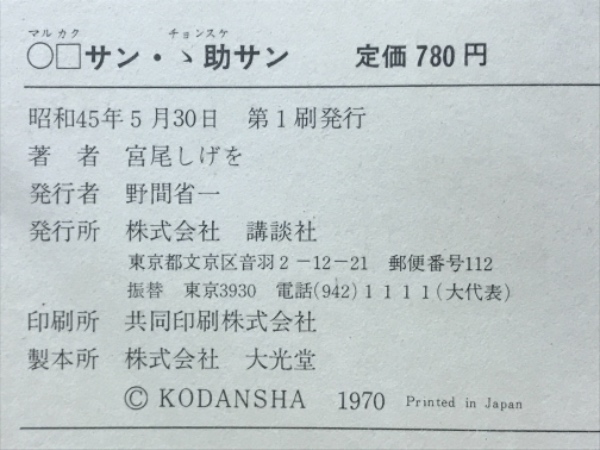 マルカク チョンスケ
○□サン・ゝ助サン 定価780円
昭和45年5月30日 第1刷発行
著者 宮尾しげを
発行者 野間省一
発行所 株式会社 講談社
東京都文京区音羽2-12-21 郵便番号112
振替 東京3930 電話(942)1111(大代表)
印刷所 共同印刷株式会社
製本所 株式会社 大光堂
© KODANSHA 1970 Printed in Japan